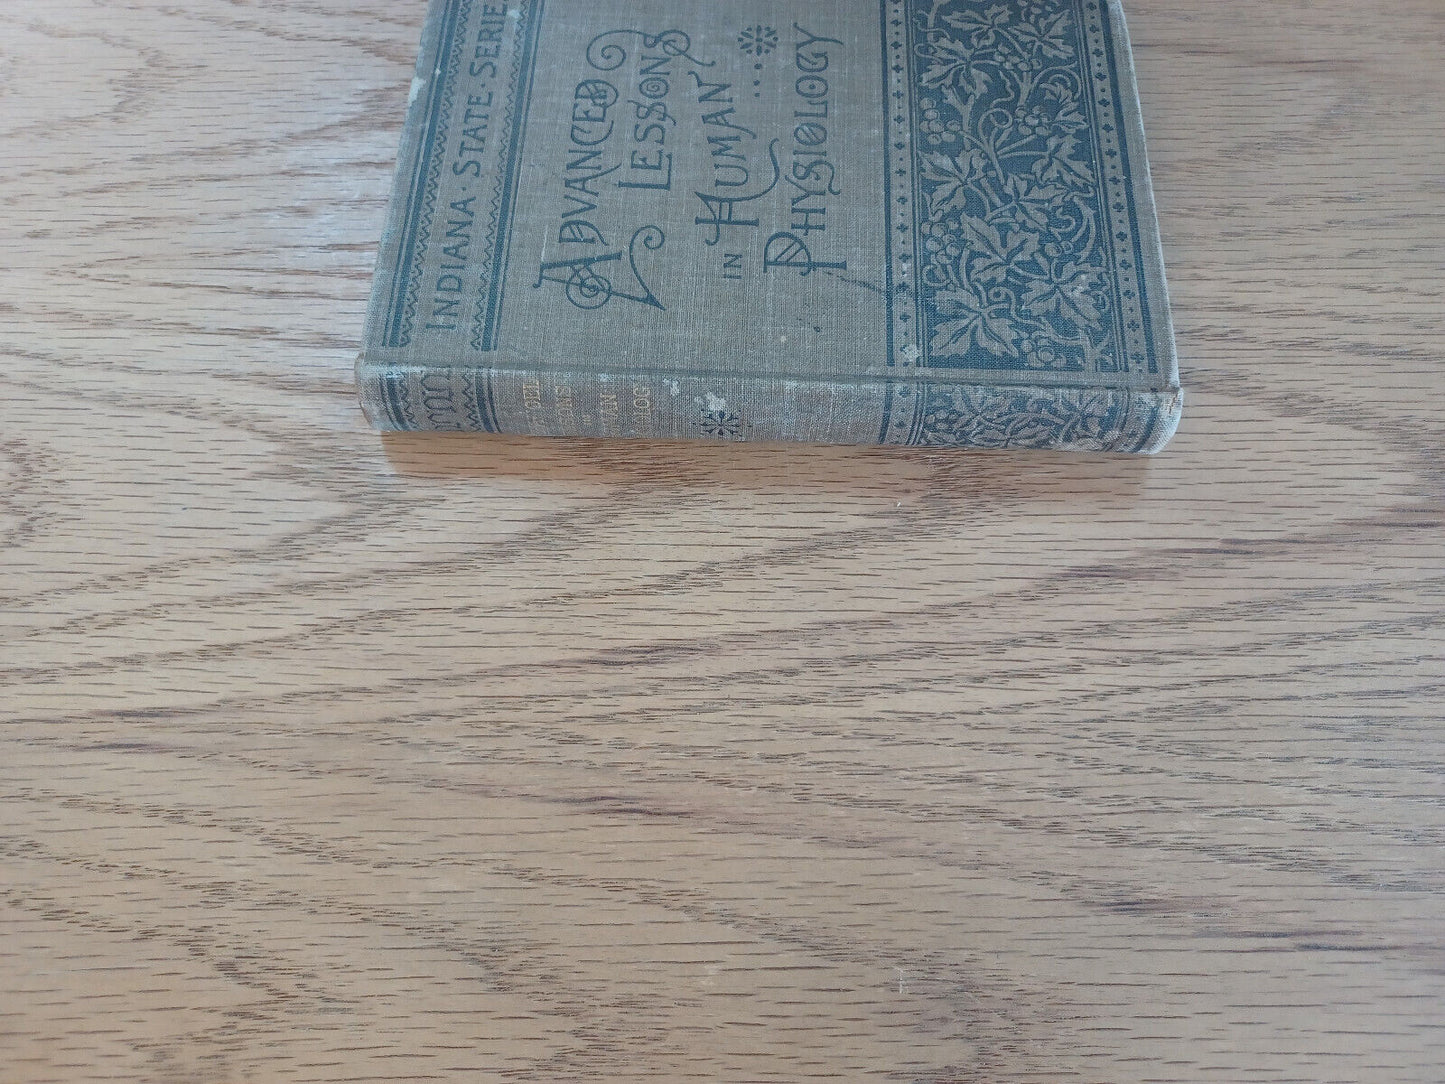 INDIANA · STATE · SERIES
ADVANCED
LESSONS
IN HUMAN
PHYSIOLOGY